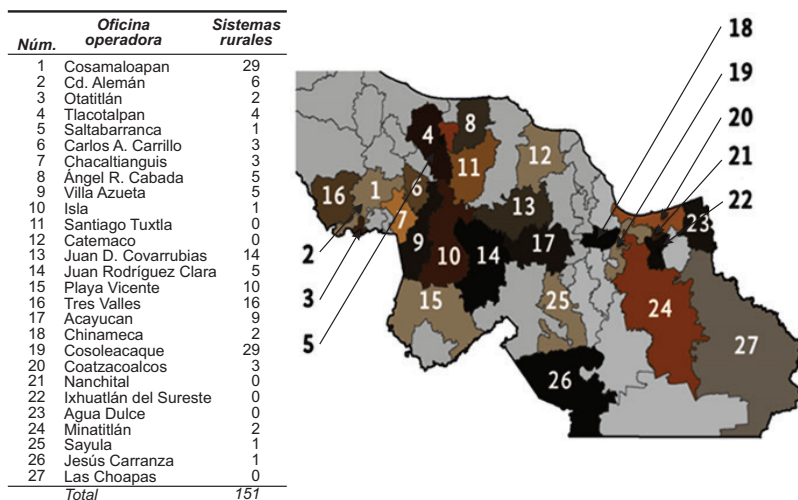 Núm. Oficina operadora Sistemas rurales
1 Cosamaloapan 29
2 Cd. Alemán 6
3 Otatitlán 2
4 Tlacotalpan 4
5 Saltabarranca 1
6 Carlos A. Carrillo 3
7 Chacaltianguis 3
8 Ángel R. Cabada 5
9 Villa Azueta 5
10 Isla 1
11 Santiago Tuxtla 0
12 Catemaco 0
13 Juan D. Covarrubias 14
14 Juan Rodríguez Clara 5
15 Playa Vicente 10
16 Tres Valles 16
17 Acayucan 9
18 Chinameca 2
19 Cosoleacaque 29
20 Coatzacoalcos 3
21 Nanchital 0
22 Ixhuatlán del Sureste 0
23 Agua Dulce 0
24 Minatitlán 2
25 Sayula 1
26 Jesús Carranza 1
27 Las Choapas 0
Total 151
18
19
20
21
22
4
8
11
12
16
1
6
7
13
23
2
9
10
14
17
3
15
25
24
5
26
27